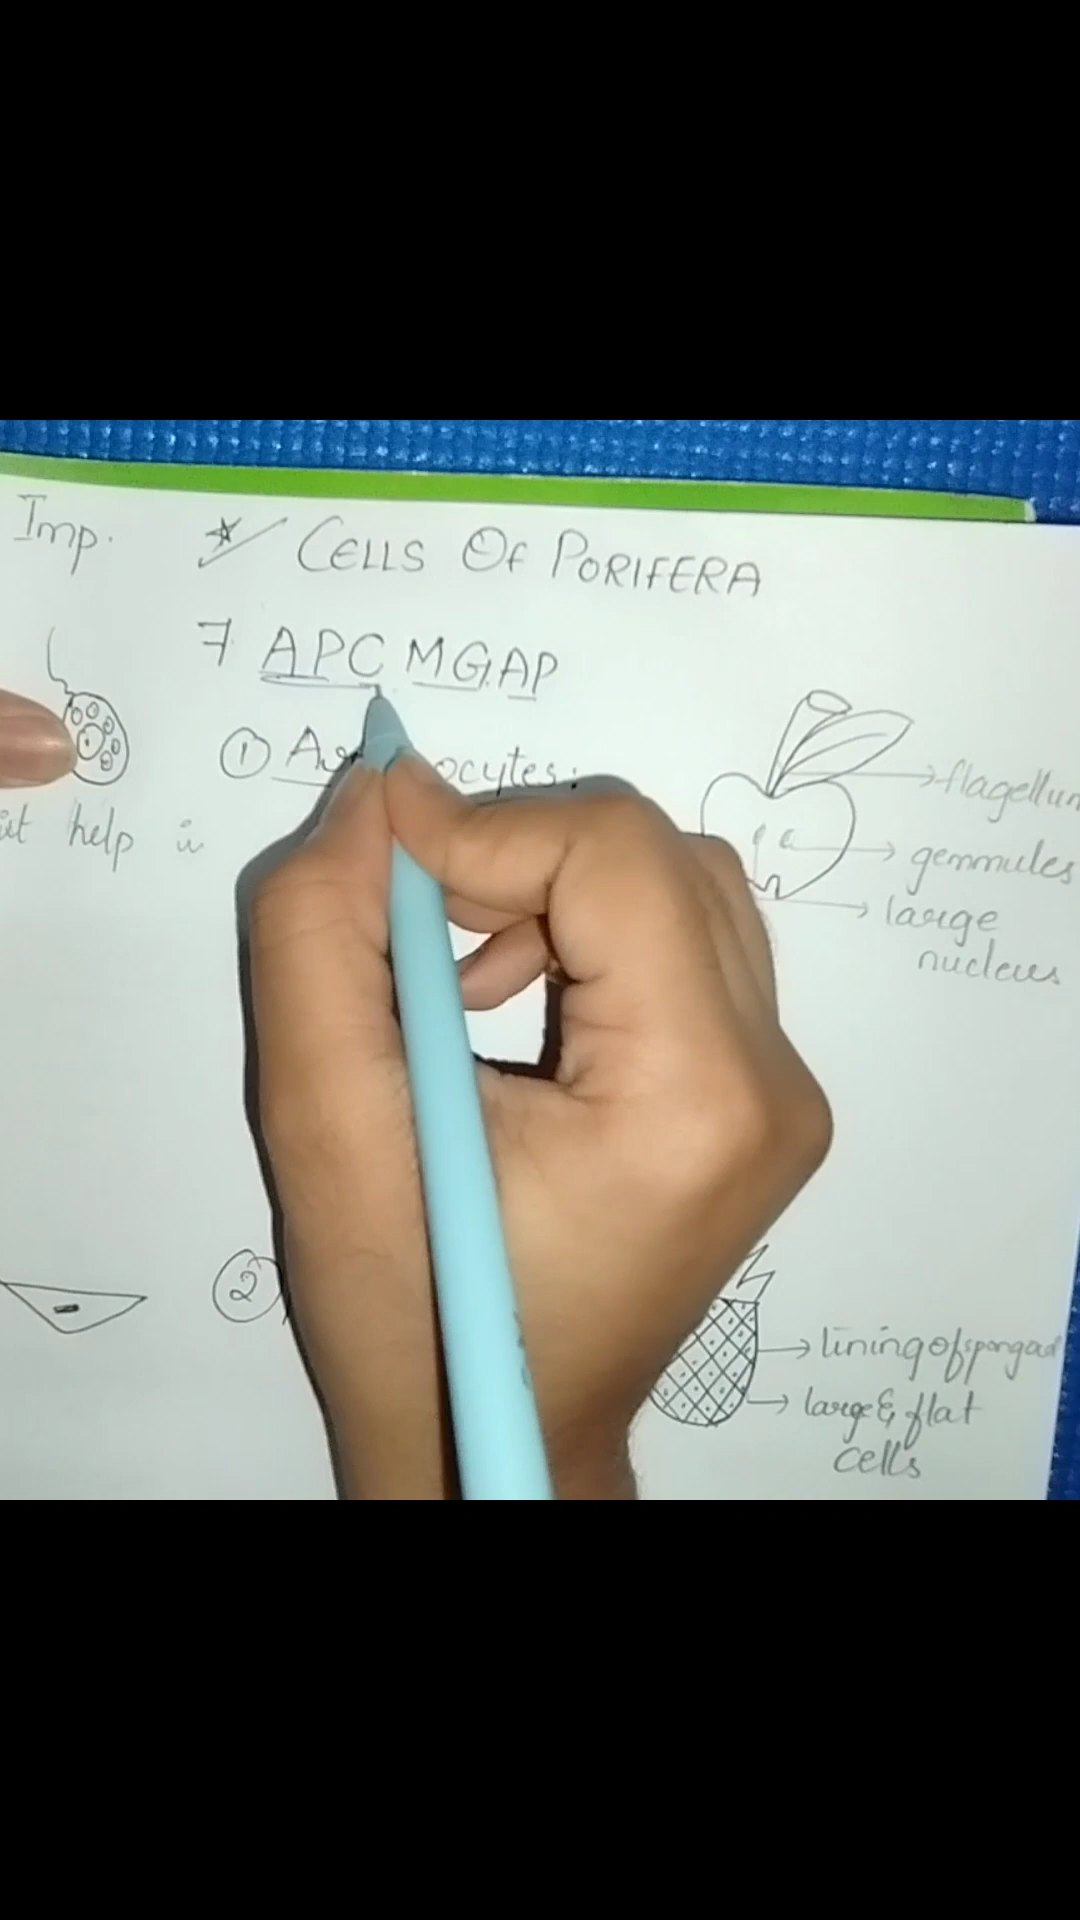 Imp. CELLS OF PORIFERA
7 APC MGAP
① ocytes:
flagellum
help in
gemmules
large
nucleus
②
lining of
large & flat
cells